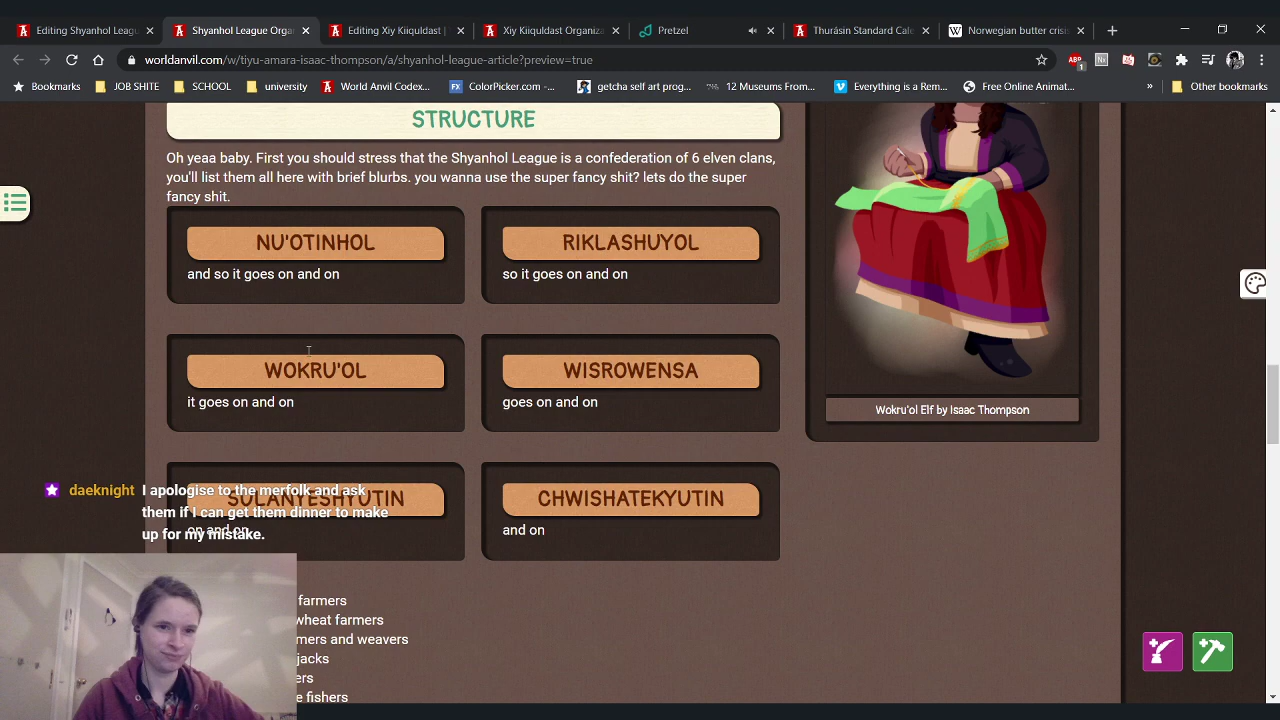 Editing Shyanhol Leagu
Shyanhol League Orga
Editing Xiy Kiiquldast |
Xiy Kiiquldast Organiza
Pretzel
Thurásin Standard Cale
Norwegian butter crisis
worldanvil.com/w/tiyu-amara-isaac-thompson/a/shyanhol-league-article?preview=true
Bookmarks
JOB SHITE
SCHOOL
university
World Anvil Codex...
ColorPicker.com -...
getcha self art prog...
12 Museums From...
Everything is a Rem...
Free Online Animat...
»
Other bookmarks
STRUCTURE
Oh yeaa baby. First you should stress that the Shyanhol League is a confederation of 6 elven clans,
you'll list them all here with brief blurbs. you wanna use the super fancy shit? lets do the super
fancy shit.
NU'OTINHOL
and so it goes on and on
RIKLASHUYOL
so it goes on and on
WOKRU'OL
it goes on and on
WISROWENSA
goes on and on
SULANYESHYUTIN
on and on
CHWISHATEKYUTIN
and on
Wokru'ol Elf by Isaac Thompson
daeknight I apologise to the merfolk and ask
them if I can get them dinner to make
up for my mistake.
farmers
wheat farmers
mers and weavers
jacks
ers
e fishers